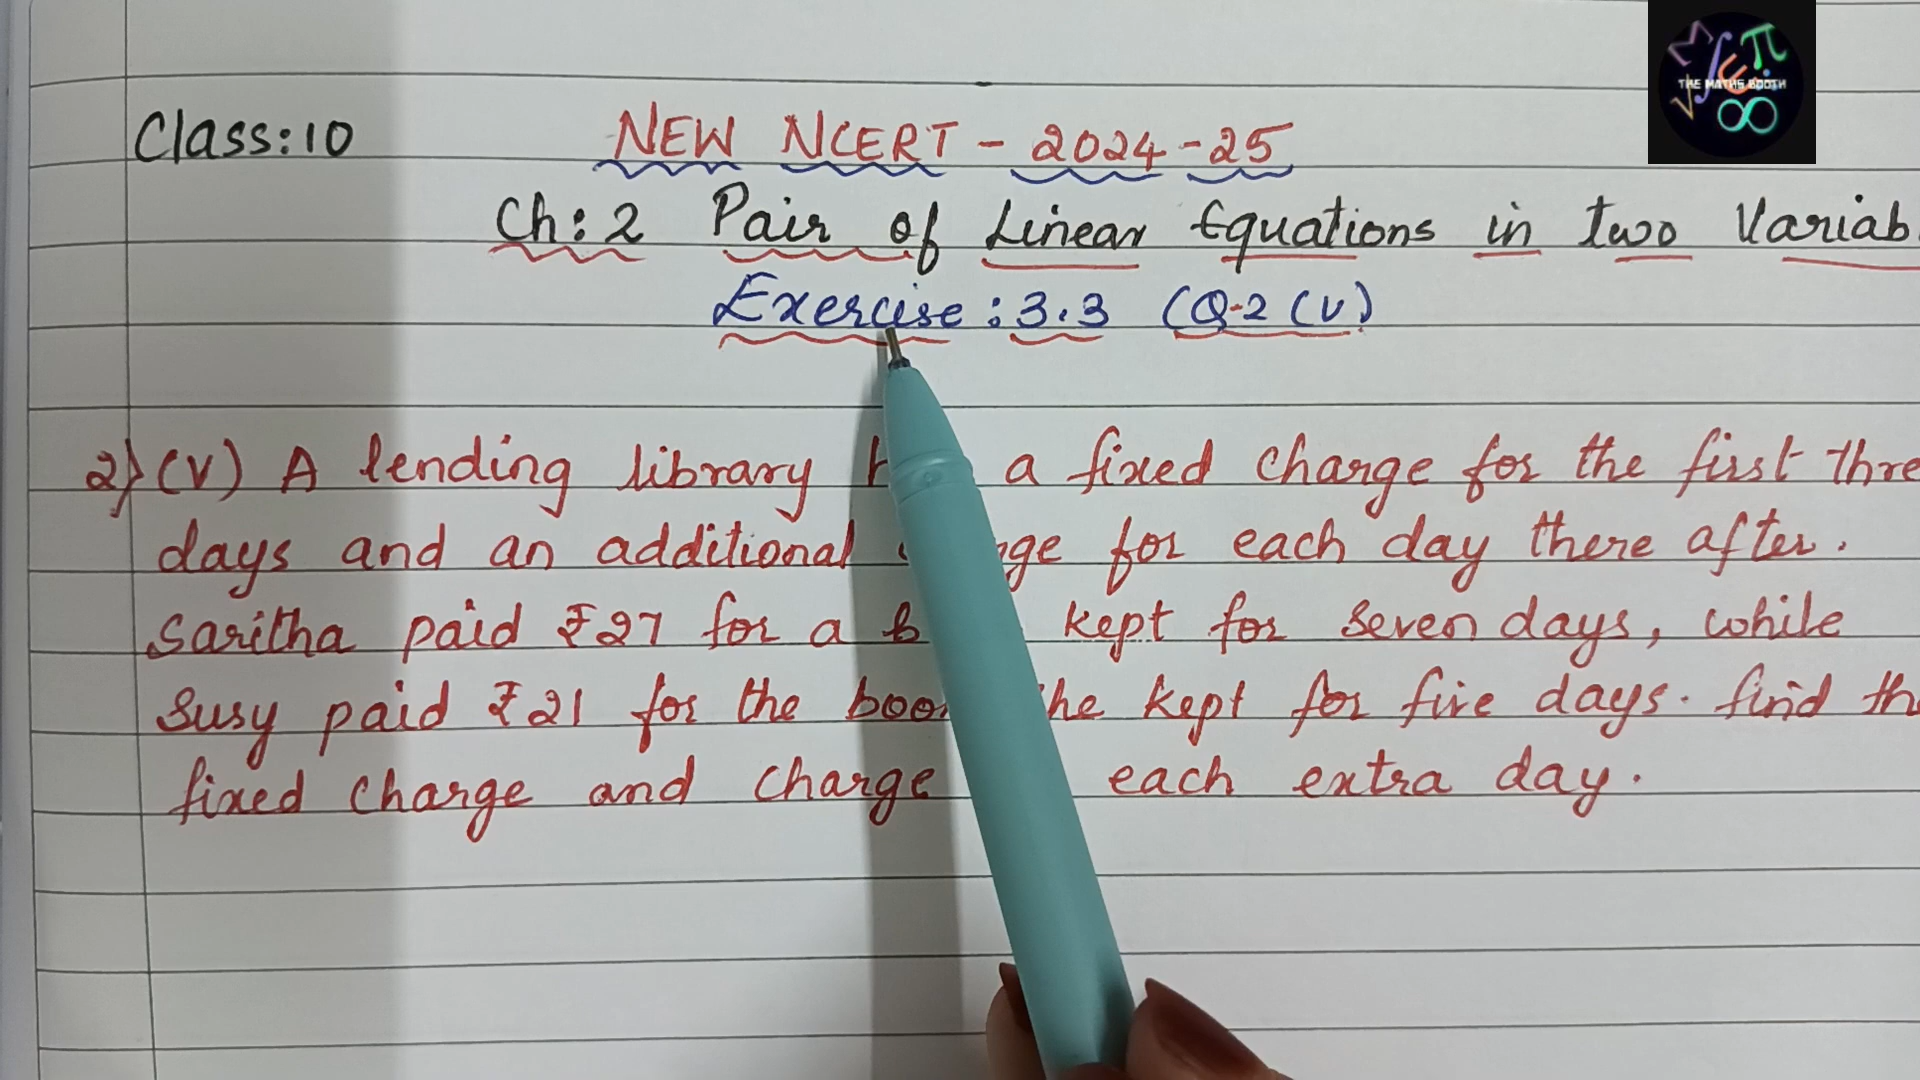 THE MATHS BOOTH
Class: 10
NEW NCERT - 2024-25
Ch: 2 Pair of Linear Equations in two Variab
Exercise: 3.3 (Q-2 (v)
2) (v) A lending library a fixed charge for the first thre
days and an additional ge for each day there after.
Saritha paid ₹27 for a b kept for seven days, while
Susy paid ₹21 for the boo he kept for five days. find th
fixed charge and charge each extra day.